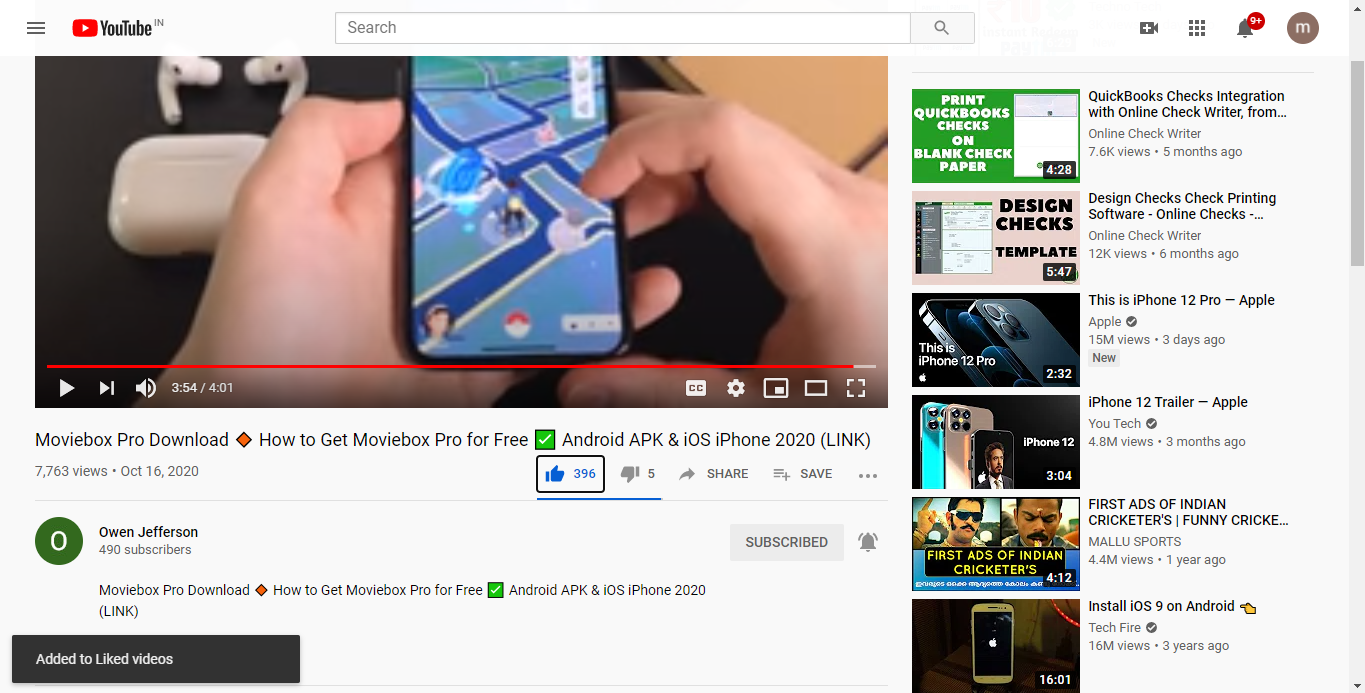 YouTube IN
Search
9+
m
3:54 / 4:01
CC
Moviebox Pro Download 🔶 How to Get Moviebox Pro for Free ✅ Android APK & iOS iPhone 2020 (LINK)
7,763 views • Oct 16, 2020
396
5
SHARE
SAVE
O
Owen Jefferson
490 subscribers
SUBSCRIBED
Moviebox Pro Download 🔶 How to Get Moviebox Pro for Free ✅ Android APK & iOS iPhone 2020
(LINK)
Added to Liked videos
PRINT
QUICKBOOKS
CHECKS
ON
BLANK CHECK
PAPER
4:28
QuickBooks Checks Integration
with Online Check Writer, from...
Online Check Writer
7.6K views • 5 months ago
DESIGN
CHECKS
TEMPLATE
5:47
Design Checks Check Printing
Software - Online Checks -...
Online Check Writer
12K views • 6 months ago
This is
iPhone 12 Pro
2:32
This is iPhone 12 Pro — Apple
Apple
15M views • 3 days ago
New
iPhone 12
3:04
iPhone 12 Trailer — Apple
You Tech
4.8M views • 3 months ago
FIRST ADS OF INDIAN
CRICKETER'S
4:12
FIRST ADS OF INDIAN
CRICKETER'S | FUNNY CRICKE...
MALLU SPORTS
4.4M views • 1 year ago
16:01
Install iOS 9 on Android 👈
Tech Fire
16M views • 3 years ago